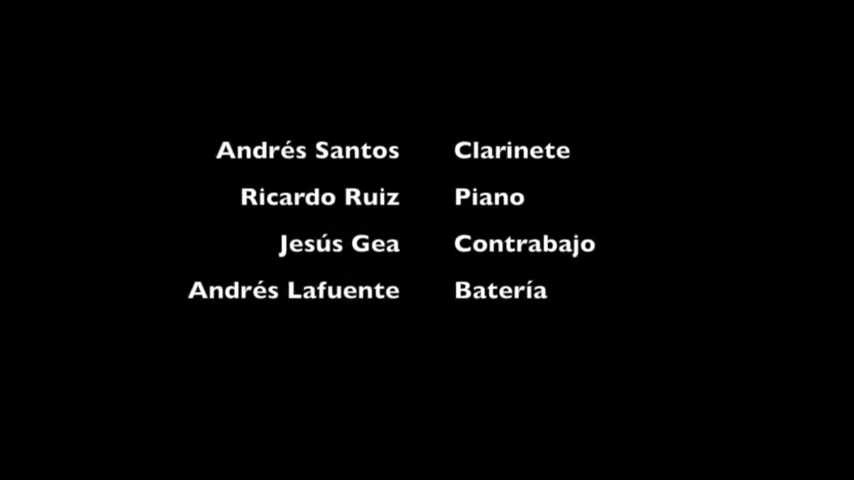 Andrés Santos Clarinete
Ricardo Ruiz Piano
Jesús Gea Contrabajo
Andrés Lafuente Batería